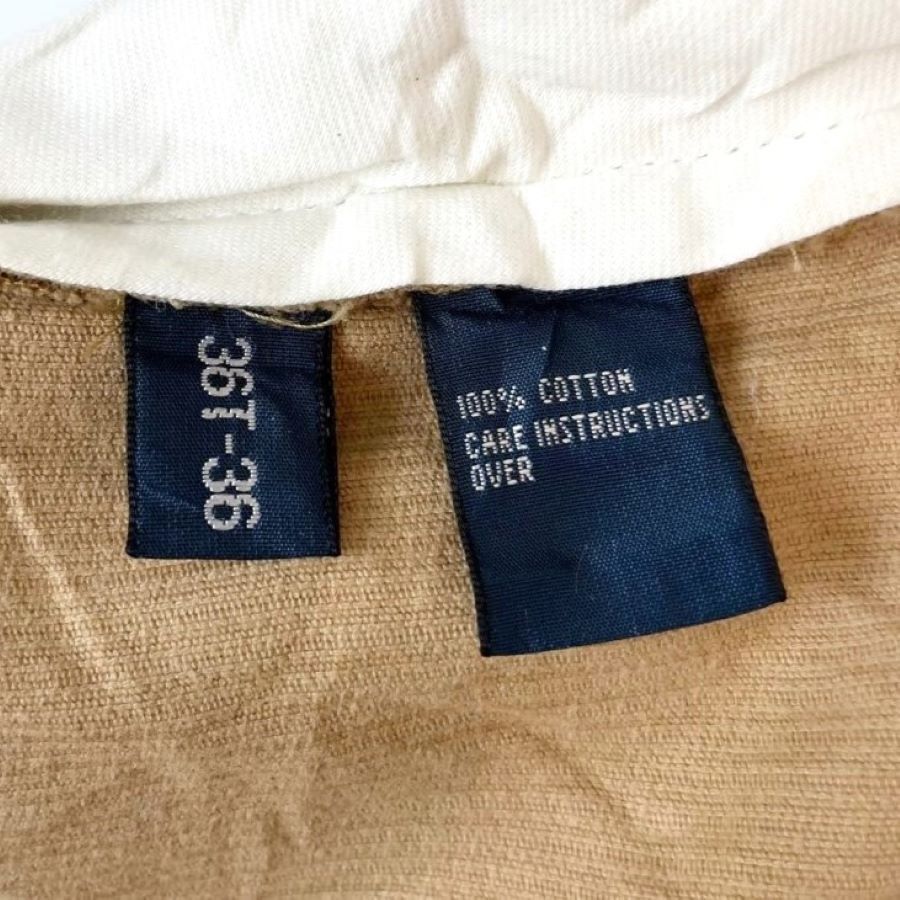 36T-36
100% COTTON
CARE INSTRUCTIONS
OVER